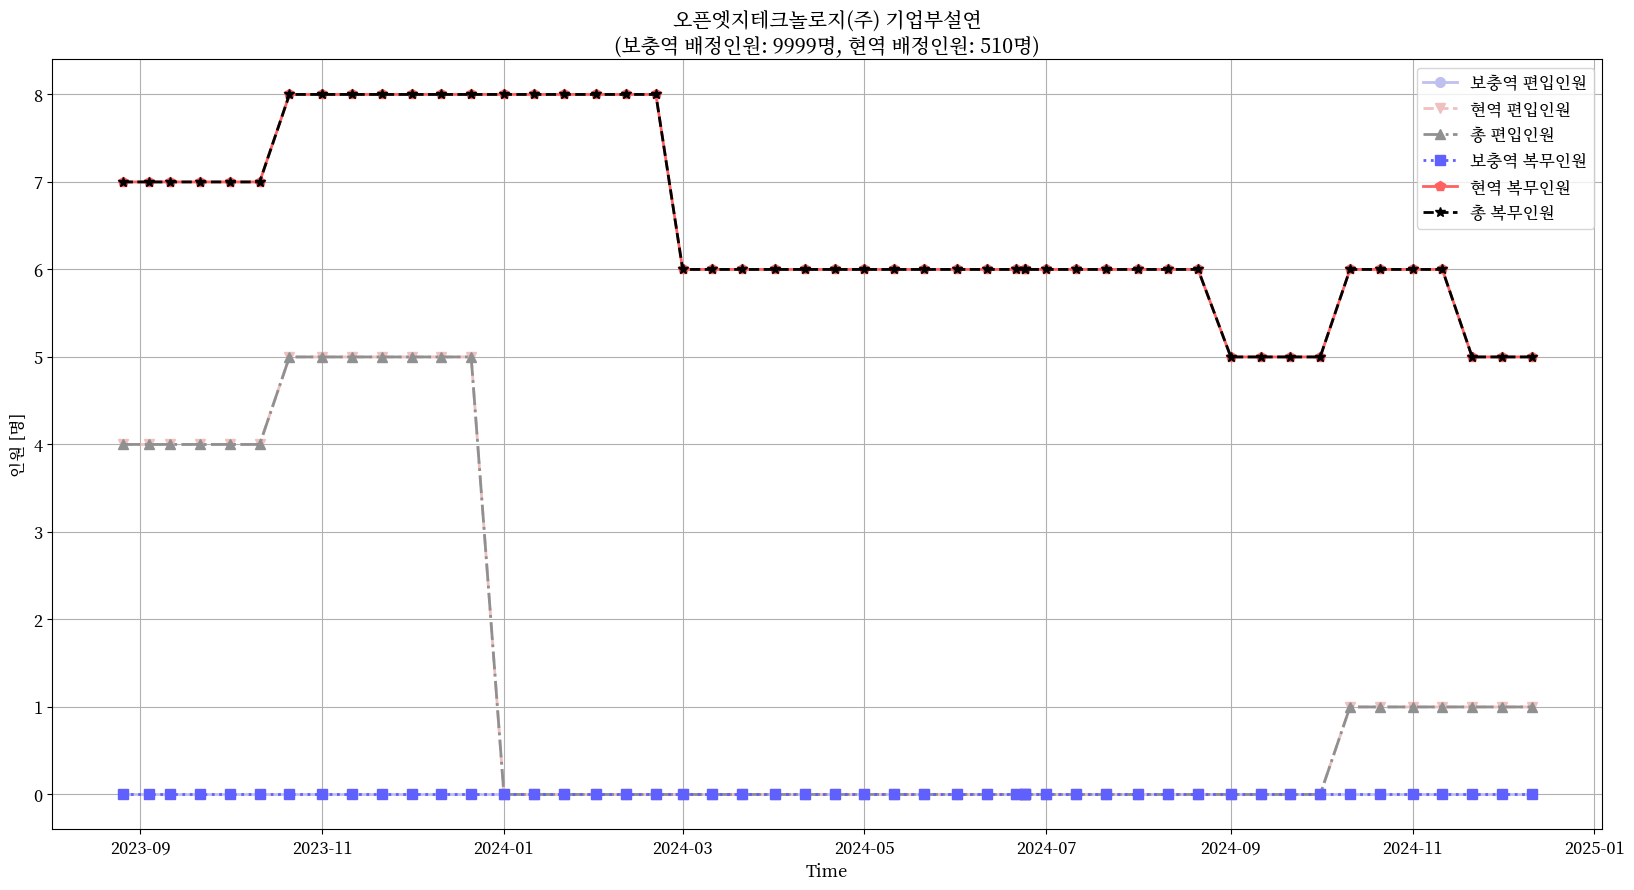 오픈엣지테크놀로지(주) 기업부설연
(보충역 배정인원: 9999명, 현역 배정인원: 510명)
보충역 편입인원
현역 편입인원
총 편입인원
보충역 복무인원
현역 복무인원
총 복무인원
인원 [명]
8
7
6
5
4
3
2
1
0
2023-09
2023-11
2024-01
2024-03
2024-05
2024-07
2024-09
2024-11
2025-01
Time